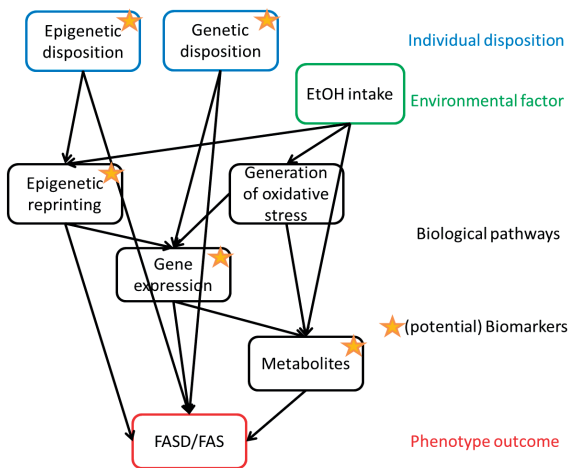 Epigenetic
disposition
Genetic
disposition
Individual disposition
EtOH intake
Environmental factor
Epigenetic
reprinting
Generation
of oxidative
stress
Biological pathways
Gene
expression
(potential) Biomarkers
Metabolites
FASD/FAS
Phenotype outcome